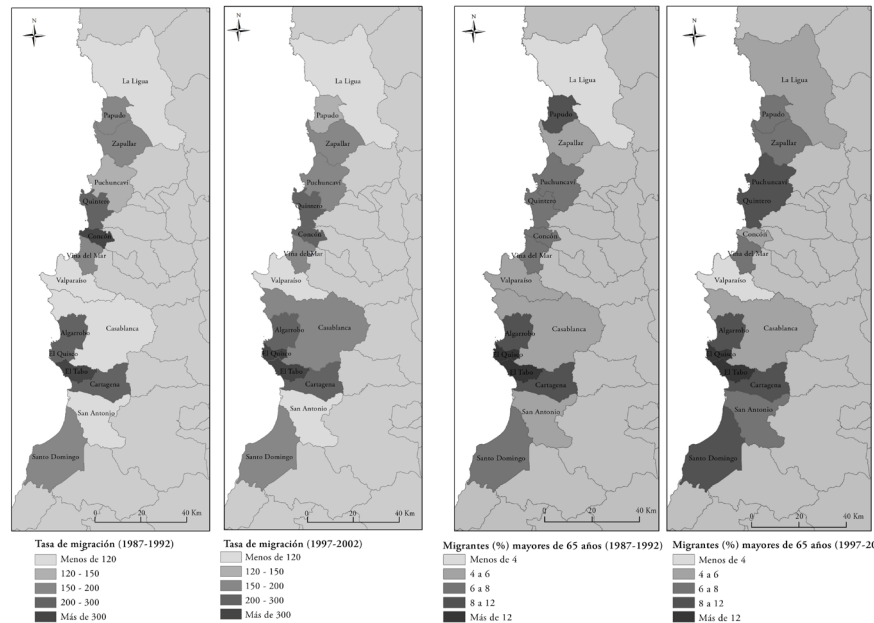 N
La Ligua
Papudo
Zapallar
Puchuncaví
Quintero
Concón
Viña del Mar
Valparaíso
Casablanca
Algarrobo
El Quisco
El Tabo
Cartagena
San Antonio
Santo Domingo
0 20 40 Km
Tasa de migración (1987-1992)
Menos de 120
120 - 150
150 - 200
200 - 300
Más de 300
N
La Ligua
Papudo
Zapallar
Puchuncaví
Quintero
Concón
Viña del Mar
Valparaíso
Algarrobo
Casablanca
El Quisco
El Tabo
Cartagena
San Antonio
Santo Domingo
0 20 40 Km
Tasa de migración (1997-2002)
Menos de 120
120 - 150
150 - 200
200 - 300
Más de 300
N
La Ligua
Papudo
Zapallar
Puchuncaví
Quintero
Concón
Viña del Mar
Valparaíso
Algarrobo
Casablanca
El Quisco
El Tabo
Cartagena
San Antonio
Santo Domingo
0 20 40 Km
Migrantes (%) mayores de 65 años (1987-1992)
Menos de 4
4 a 6
6 a 8
8 a 12
Más de 12
N
La Ligua
Papudo
Zapallar
Puchuncaví
Quintero
Concón
Viña del Mar
Valparaíso
Algarrobo
Casablanca
El Quisco
El Tabo
Cartagena
San Antonio
Santo Domingo
0 20 40 Km
Migrantes (%) mayores de 65 años (1997-20
Menos de 4
4 a 6
6 a 8
8 a 12
Más de 12